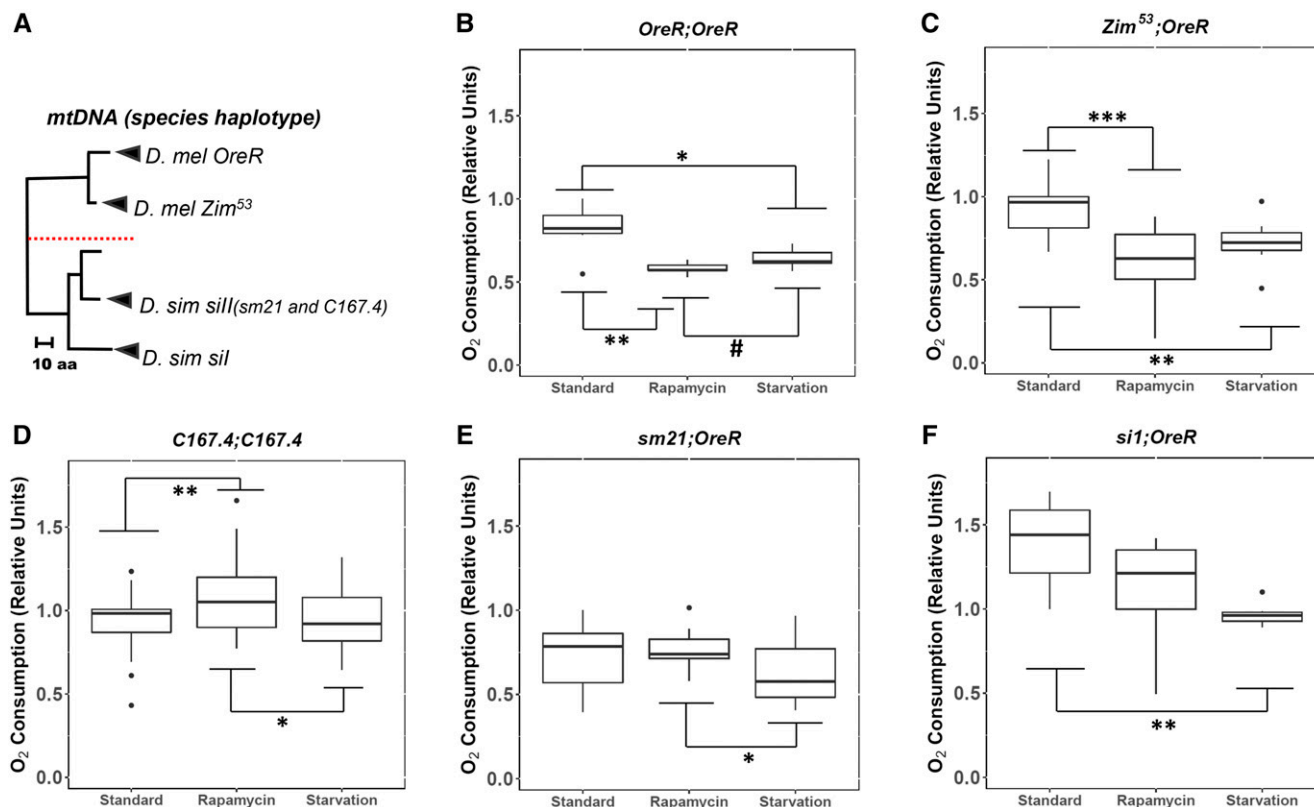 A
mtDNA (species haplotype)
D. mel OreR
D. mel Zim⁵³
D. sim siII(sm21 and C167.4)
10 aa
D. sim siI
B
OreR;OreR
O₂ Consumption (Relative Units)
1.5
1.0
0.5
0.0
*
**
#
Standard Rapamycin Starvation
C
Zim⁵³;OreR
O₂ Consumption (Relative Units)
1.5
1.0
0.5
0.0
***
**
Standard Rapamycin Starvation
D
C167.4;C167.4
O₂ Consumption (Relative Units)
1.5
1.0
0.5
0.0
**
*
Standard Rapamycin Starvation
E
sm21;OreR
O₂ Consumption (Relative Units)
1.5
1.0
0.5
0.0
*
Standard Rapamycin Starvation
F
si1;OreR
O₂ Consumption (Relative Units)
1.5
1.0
0.5
0.0
**
Standard Rapamycin Starvation